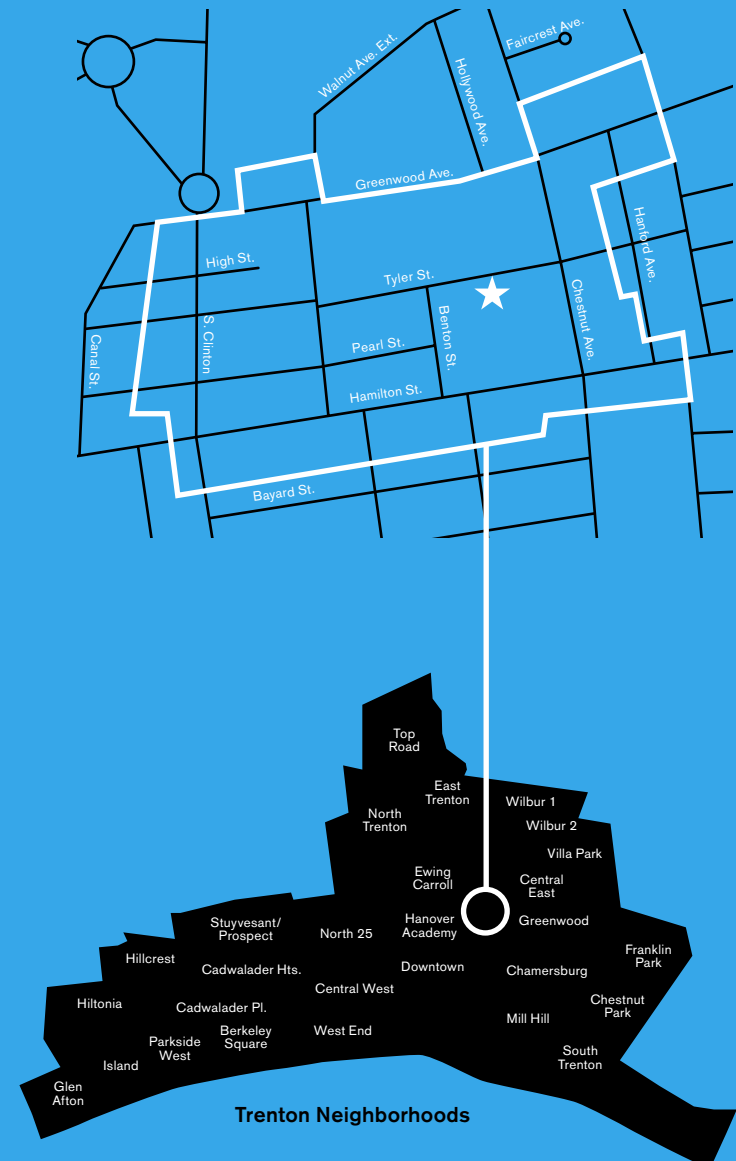 Faircrest Ave.
Walnut Ave. Ext.
Hollywood Ave.
Greenwood Ave.
Hanford Ave.
High St.
Tyler St.
Canal St.
S. Clinton
Pearl St.
Benton St.
Chestnut Ave.
Hamilton St.
Bayard St.
Top
Road
East
Trenton
Wilbur 1
North
Trenton
Wilbur 2
Villa Park
Ewing
Carroll
Central
East
Stuyvesant/
Prospect
North 25
Hanover
Academy
Greenwood
Hillcrest
Franklin
Park
Cadwalader Hts.
Downtown
Chamersburg
Central West
Hiltonia
Cadwalader Pl.
Chestnut
Park
Mill Hill
Parkside
West
Berkeley
Square
West End
Island
South
Trenton
Glen
Afton
Trenton Neighborhoods